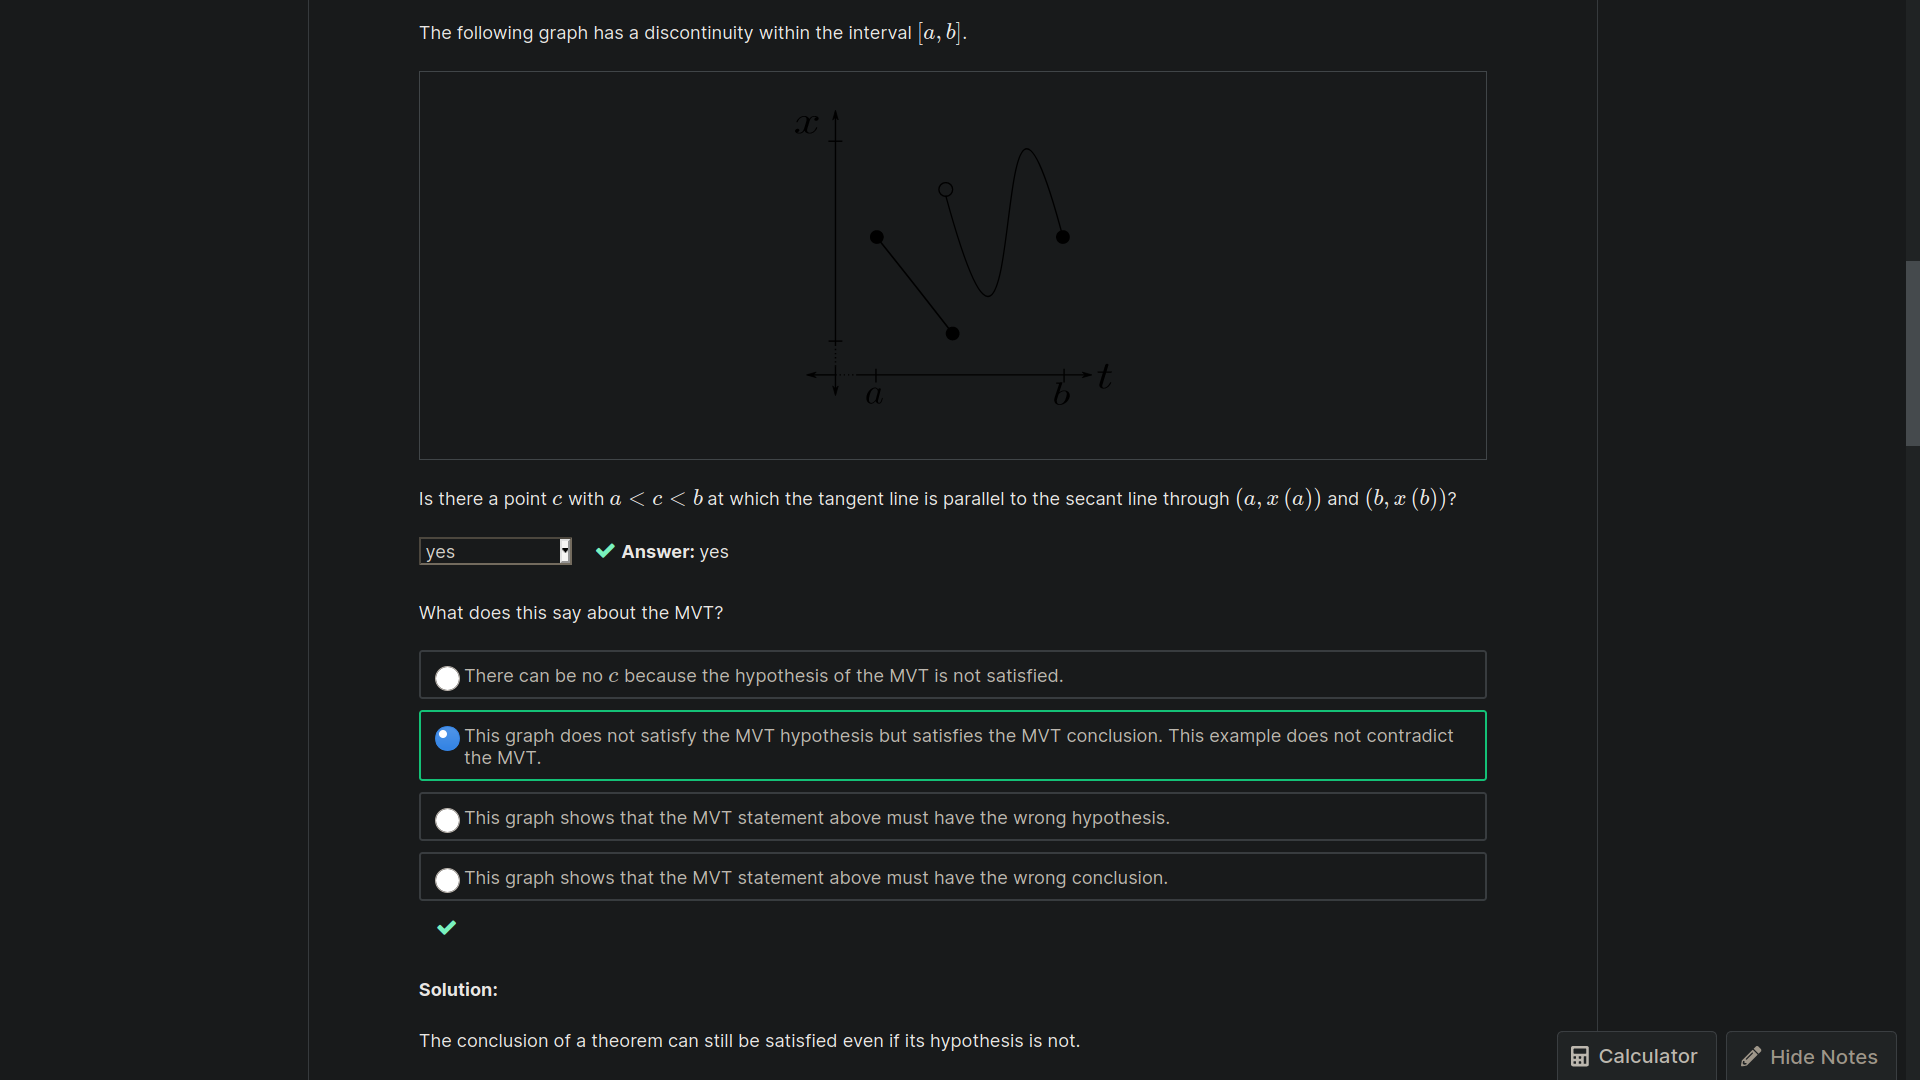 The following graph has a discontinuity within the interval [a, b].
x
a
b
t
Is there a point c with a < c < b at which the tangent line is parallel to the secant line through (a, x (a)) and (b, x (b))?
yes
Answer: yes
What does this say about the MVT?
There can be no c because the hypothesis of the MVT is not satisfied.
This graph does not satisfy the MVT hypothesis but satisfies the MVT conclusion. This example does not contradict
the MVT.
This graph shows that the MVT statement above must have the wrong hypothesis.
This graph shows that the MVT statement above must have the wrong conclusion.
Solution:
The conclusion of a theorem can still be satisfied even if its hypothesis is not.
Calculator
Hide Notes